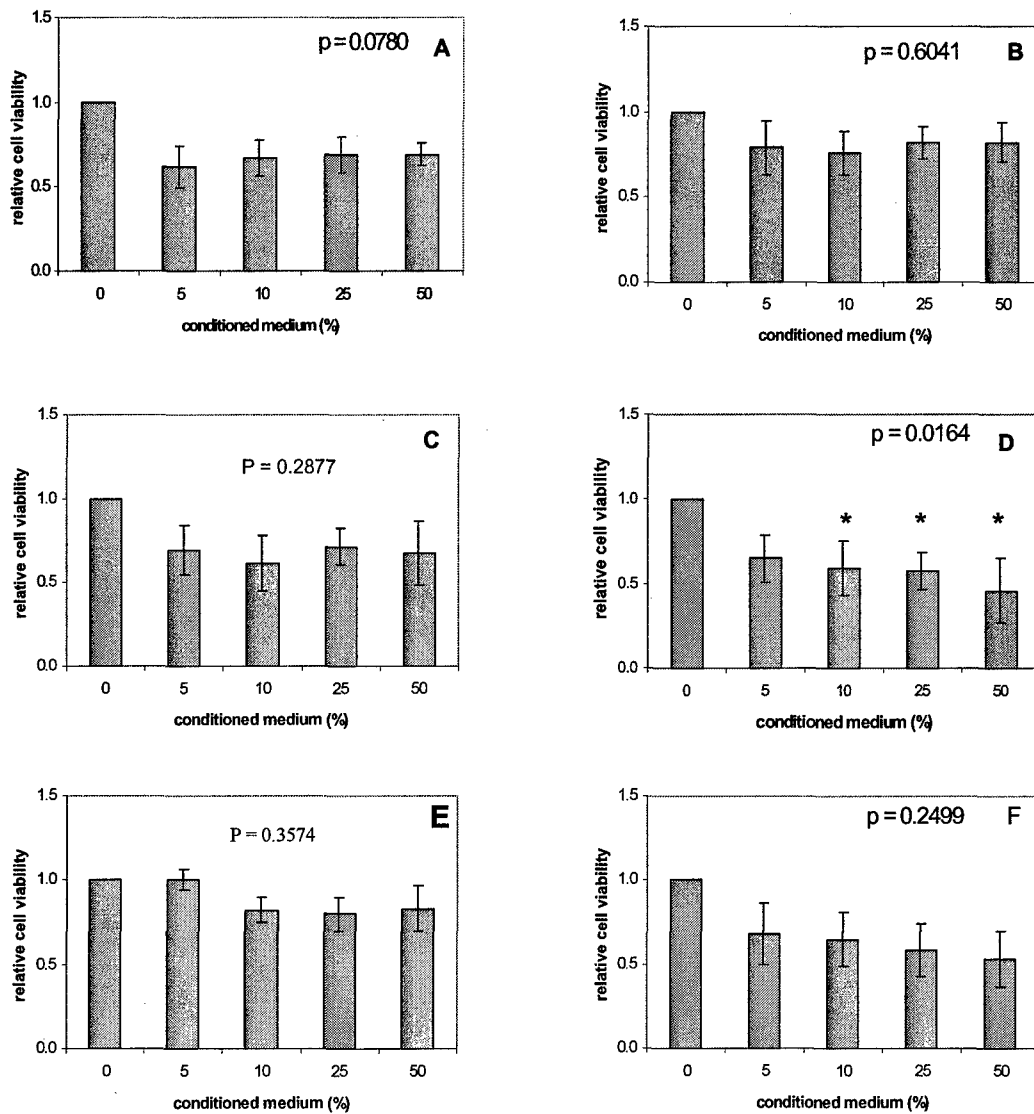 p = 0.0780 A
1.5
1.0
0.5
0.0
relative cell viability
0 5 10 25 50
conditioned medium (%)
p = 0.6041 B
1.5
1.0
0.5
0.0
relative cell viability
0 5 10 25 50
conditioned medium (%)
C
P = 0.2877
1.5
1.0
0.5
0.0
relative cell viability
0 5 10 25 50
conditioned medium (%)
p = 0.0164 D
1.5
1.0
0.5
0.0
relative cell viability
* * *
0 5 10 25 50
conditioned medium (%)
E
P = 0.3574
1.5
1.0
0.5
0.0
relative cell viability
0 5 10 25 50
conditioned medium (%)
p = 0.2499 F
1.5
1.0
0.5
0.0
relative cell viability
0 5 10 25 50
conditioned medium (%)